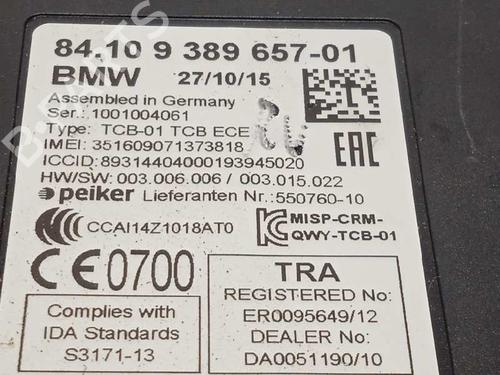 84.10 9 389 657-01
BMW 27/10/15
Assembled in Germany
Ser.: 1001004061
Type: TCB-01 TCB ECE
IMEI: 351609071373818
ICCID: 89314404000193945020
HW/SW: 003.006.006 / 003.015.022
peiker Lieferanten Nr.: 550760-10
EAC
CCAI14Z1018AT0
MISP-CRM-
QWY-TCB-01
CE0700
Complies with
IDA Standards
S3171-13
TRA
REGISTERED No:
ER0095649/12
DEALER No:
DA0051190/10
B-PARTS